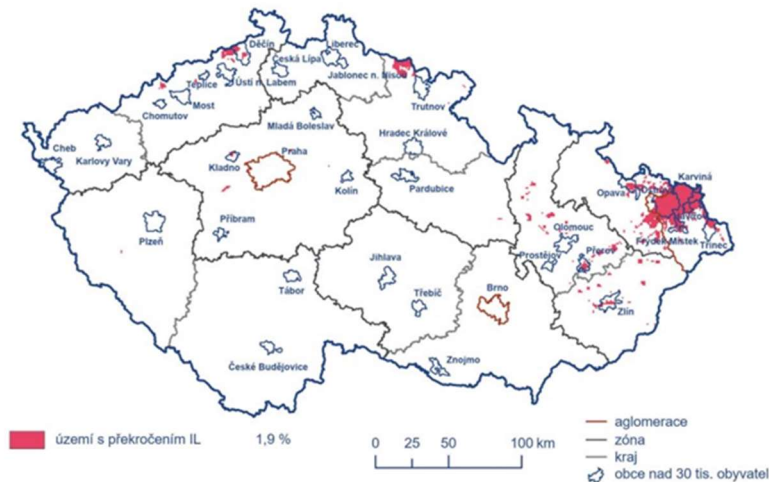 Děčín
Liberec
Česká Lípa
Teplice
Ústí n. Labem
Jablonec n. Nisou
Most
Chomutov
Trutnov
Mladá Boleslav
Cheb
Karlovy Vary
Hradec Králové
Praha
Kladno
Kolín
Pardubice
Karviná
Opava
Plzeň
Příbram
Olomouc
Frýdek-Místek
Prostějov
Přerov
Třinec
Jihlava
Tábor
Třebíč
Brno
Zlín
České Budějovice
Znojmo
území s překročením IL 1,9 %
0 25 50 100 km
aglomerace
zóna
kraj
obce nad 30 tis. obyvatel